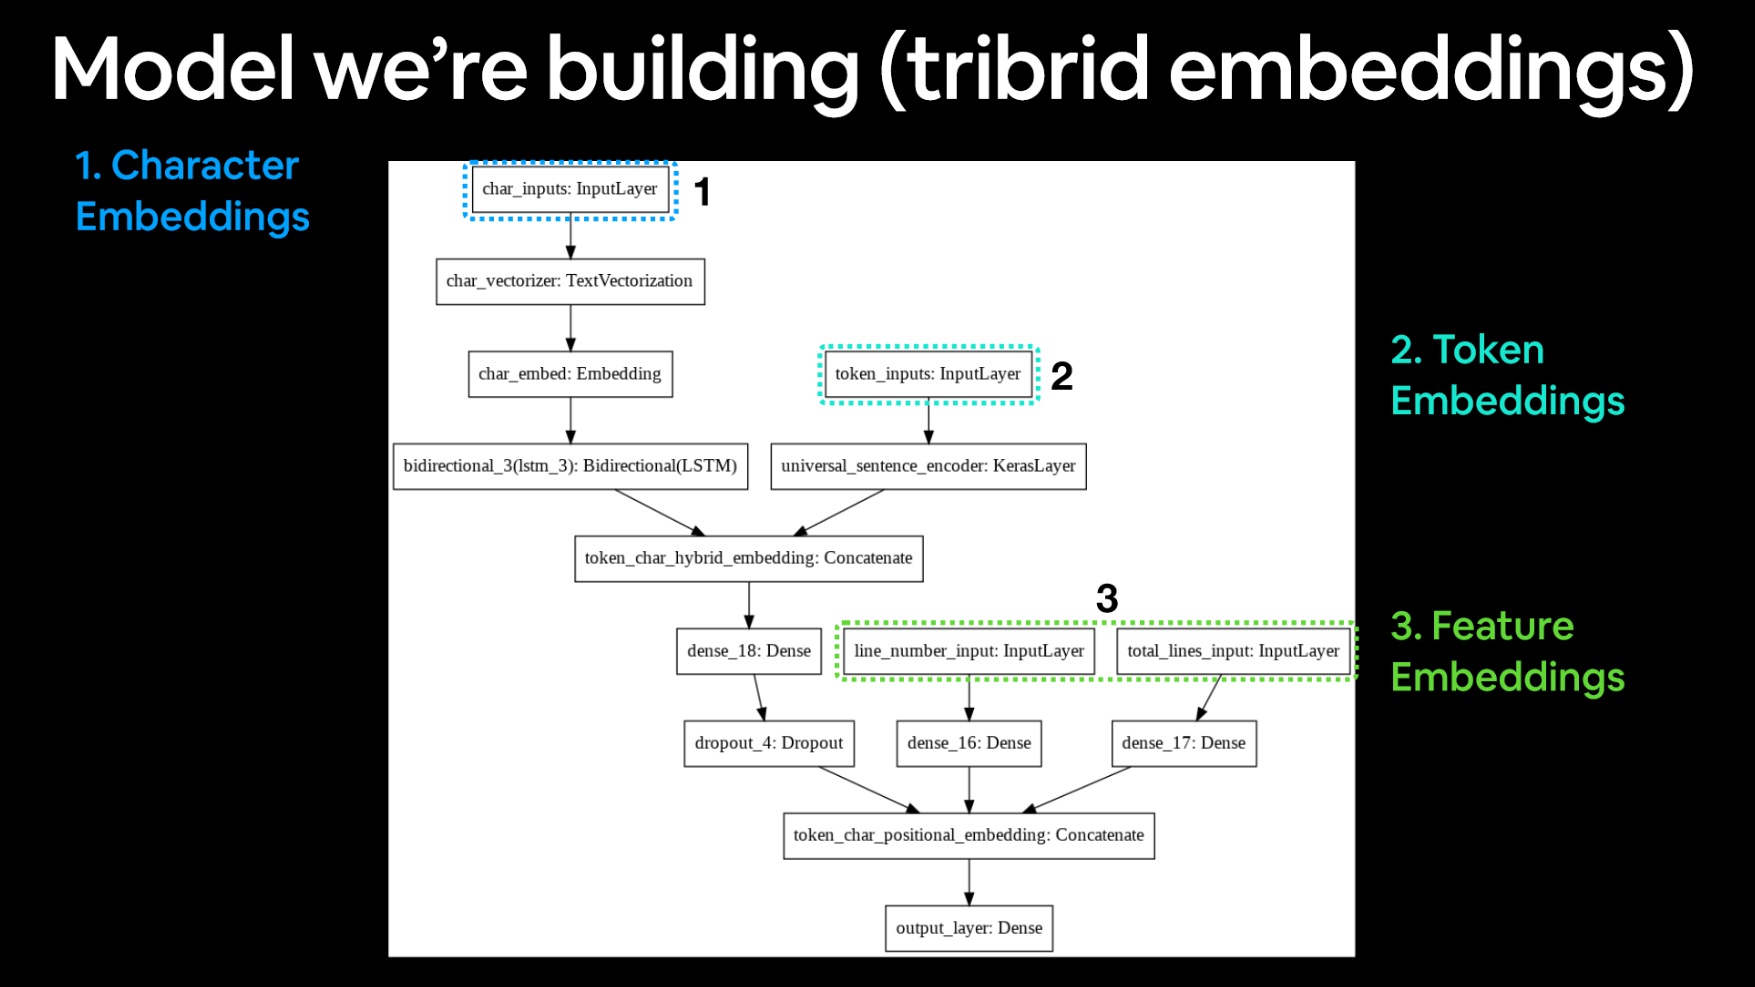 Model we’re building (tribrid embeddings)
1. Character
Embeddings
char_inputs: InputLayer
1
char_vectorizer: TextVectorization
char_embed: Embedding
token_inputs: InputLayer
2
2. Token
Embeddings
bidirectional_3(lstm_3): Bidirectional(LSTM)
universal_sentence_encoder: KerasLayer
token_char_hybrid_embedding: Concatenate
3
3. Feature
Embeddings
dense_18: Dense
line_number_input: InputLayer
total_lines_input: InputLayer
dropout_4: Dropout
dense_16: Dense
dense_17: Dense
token_char_positional_embedding: Concatenate
output_layer: Dense